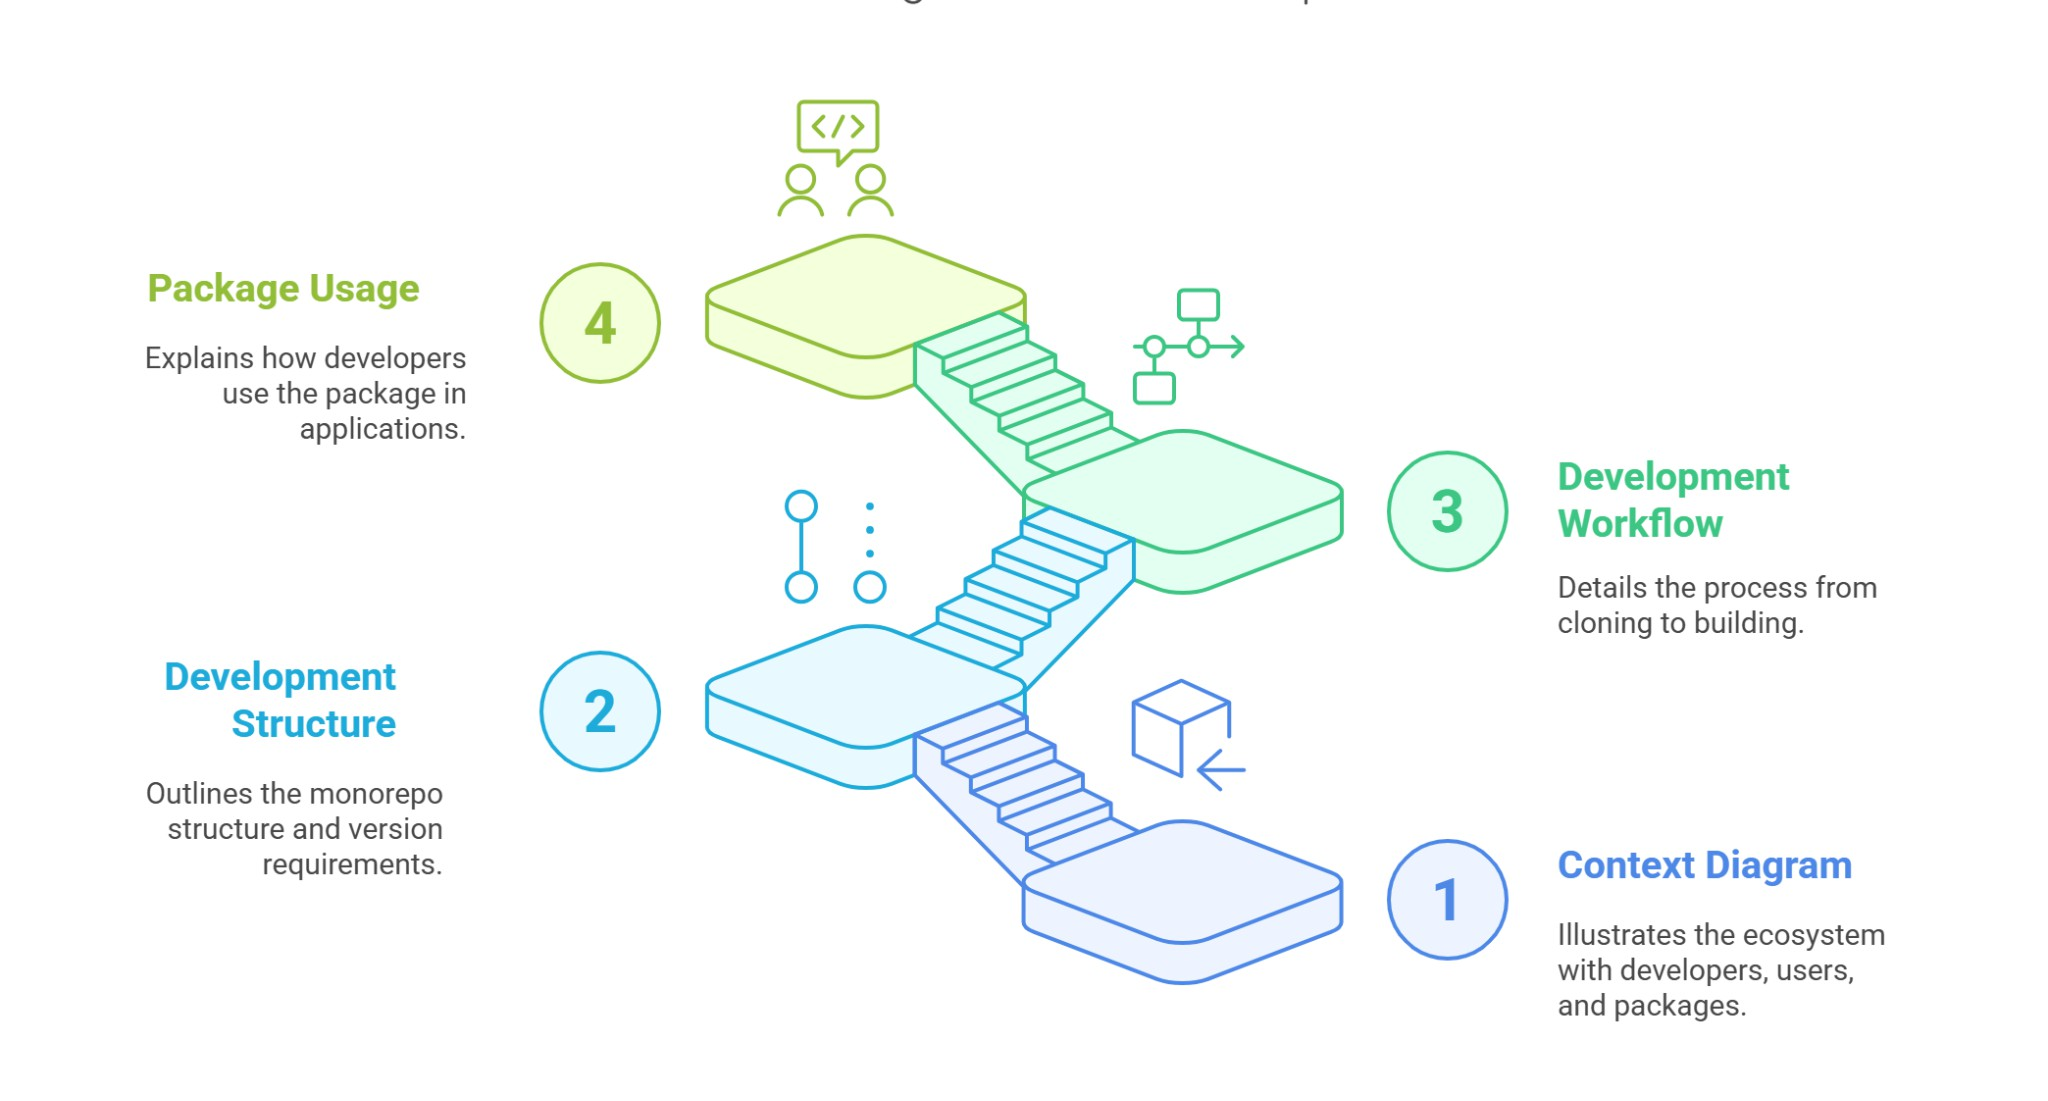 </>
Package Usage
4
Explains how developers
use the package in
applications.
3
Development
Workflow
Details the process from
cloning to building.
Development
Structure
2
Outlines the monorepo
structure and version
requirements.
1
Context Diagram
Illustrates the ecosystem
with developers, users,
and packages.